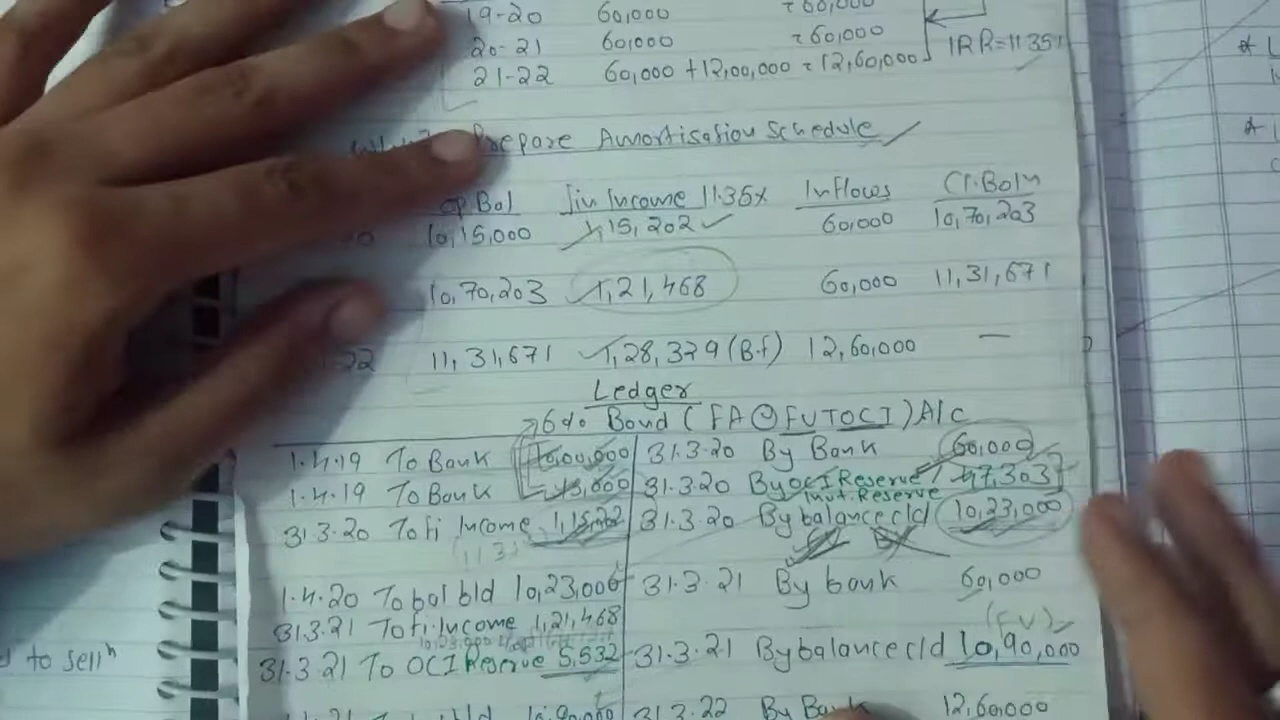 19-20 60,000 = 60,000
20-21 60,000 = 60,000
21-22 60,000 + 12,00,000 = 12,60,000 IRR=11.35%
Prepare Amortisation Schedule
Op.Bal fin Income 11.35% Inflows Cl.Baln
10,15,000 1,15,202 60,000 10,70,203
10,70,203 1,21,468 60,000 11,31,671
22 11,31,671 1,28,329 (B.f) 12,60,000 —
Ledger
6% Bond (FA @ FVTOCI) A/c
1.4.19 To Bank 10,00,000 31.3.20 By Bank 60,000
1.4.19 To Bank 15,000 31.3.20 By OCI Reserve / 47,303
Inut.Reserve
31.3.20 To fi Income 1,15,202 31.3.20 By balance c/d 10,23,000
1.4.20 To bal b/d 10,23,000 31.3.21 By bank 60,000
31.3.21 To fi.Income 1,21,468 (FV)
31.3.21 To OCI Reserve 5,532 31.3.21 By balance c/d 10,90,000
31.3.22 By Bank 12,60,000
d to sellⁿ